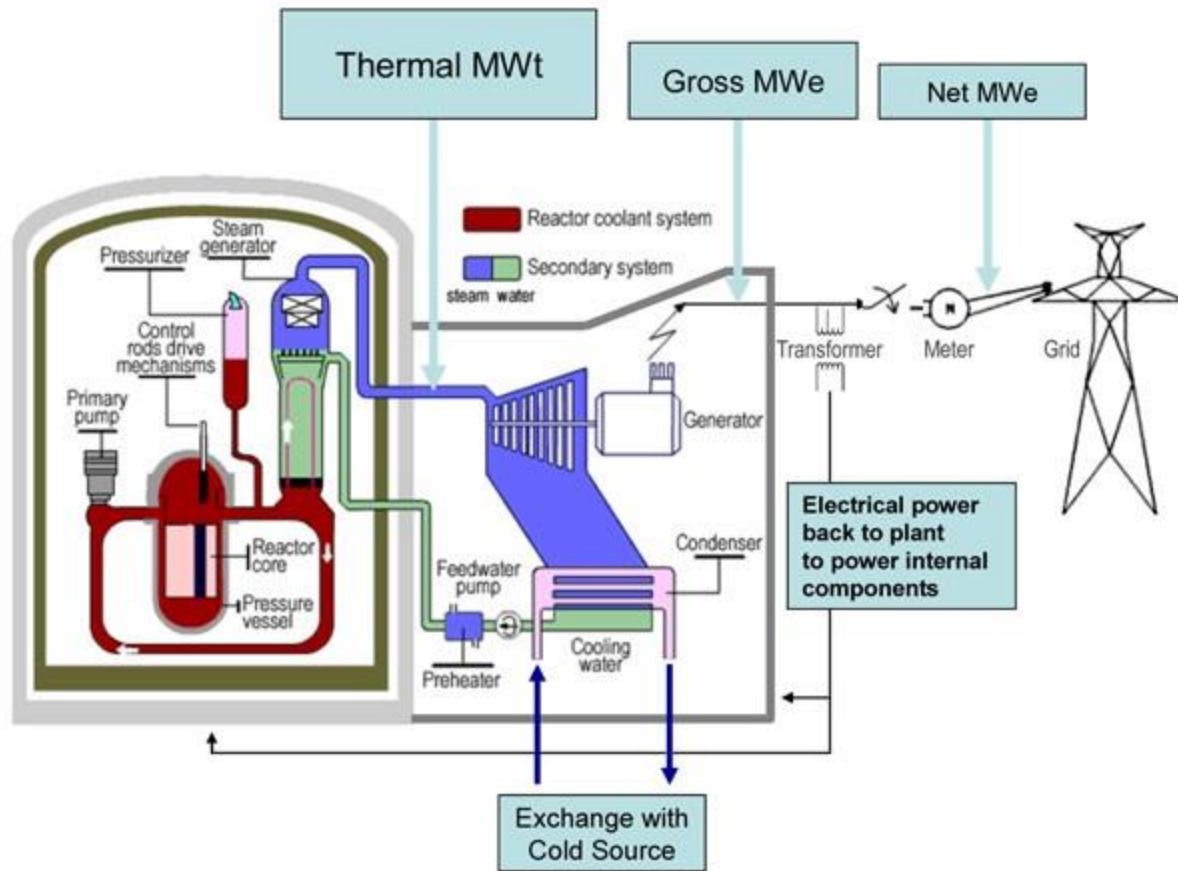 Thermal MWt
Gross MWe
Net MWe
Reactor coolant system
Secondary system
steam water
Steam
generator
Pressurizer
Control
rods drive
mechanisms
Primary
pump
Reactor
core
Pressure
vessel
Feedwater
pump
Preheater
Cooling
water
Condenser
Generator
Transformer
Meter
Grid
Electrical power
back to plant
to power internal
components
Exchange with
Cold Source